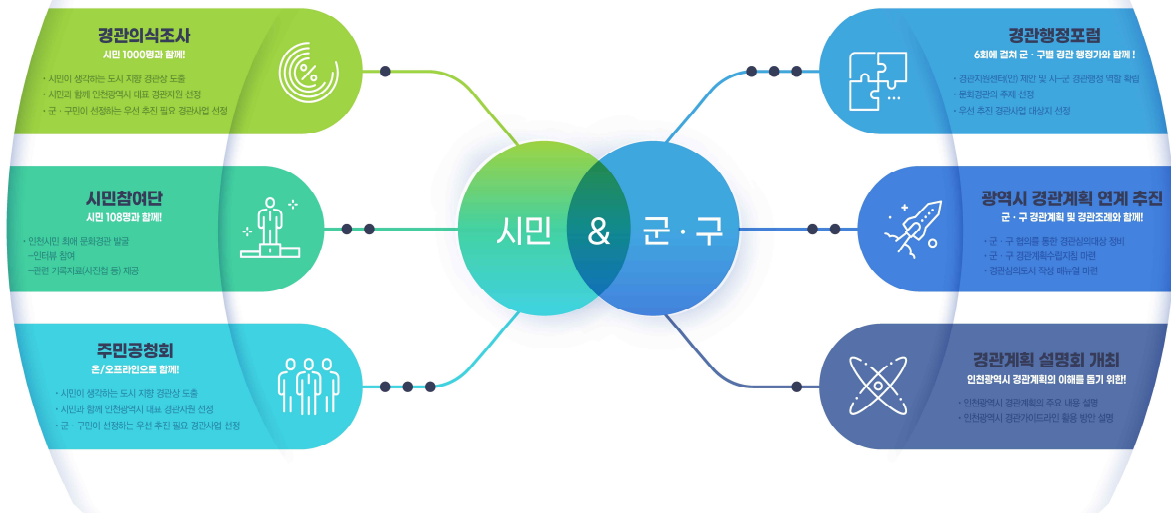 경관의식조사
시민 1000명과 함께!
· 시민이 생각하는 도시 지향 경관상 도출
· 시민과 함께 인천광역시 대표 경관자원 선정
· 군 · 구민이 선정하는 우선 추진 필요 경관사업 선정
시민참여단
시민 108명과 함께!
· 인천시민 최애 문화경관 발굴
-인터뷰 참여
-관련 기록자료(사진첩 등) 제공
주민공청회
온/오프라인으로 함께!
· 시민이 생각하는 도시 지향 경관상 도출
· 시민과 함께 인천광역시 대표 경관자원 선정
· 군 · 구민이 선정하는 우선 추진 필요 경관사업 선정
시민 & 군 · 구
경관행정포럼
6회에 걸쳐 군 · 구별 경관 행정가와 함께 !
· 경관지원센터(안) 제안 및 시-군 경관행정 역할 확립
· 문화경관의 주제 선정
· 우선 추진 경관사업 대상지 선정
광역시 경관계획 연계 추진
군 · 구 경관계획 및 경관조례와 함께!
· 군 · 구 협의를 통한 경관심의대상 정비
· 군 · 구 경관계획수립지침 마련
· 경관심의도서 작성 매뉴얼 마련
경관계획 설명회 개최
인천광역시 경관계획의 이해를 돕기 위한!
· 인천광역시 경관계획의 주요 내용 설명
· 인천광역시 경관가이드라인 활용 방안 설명